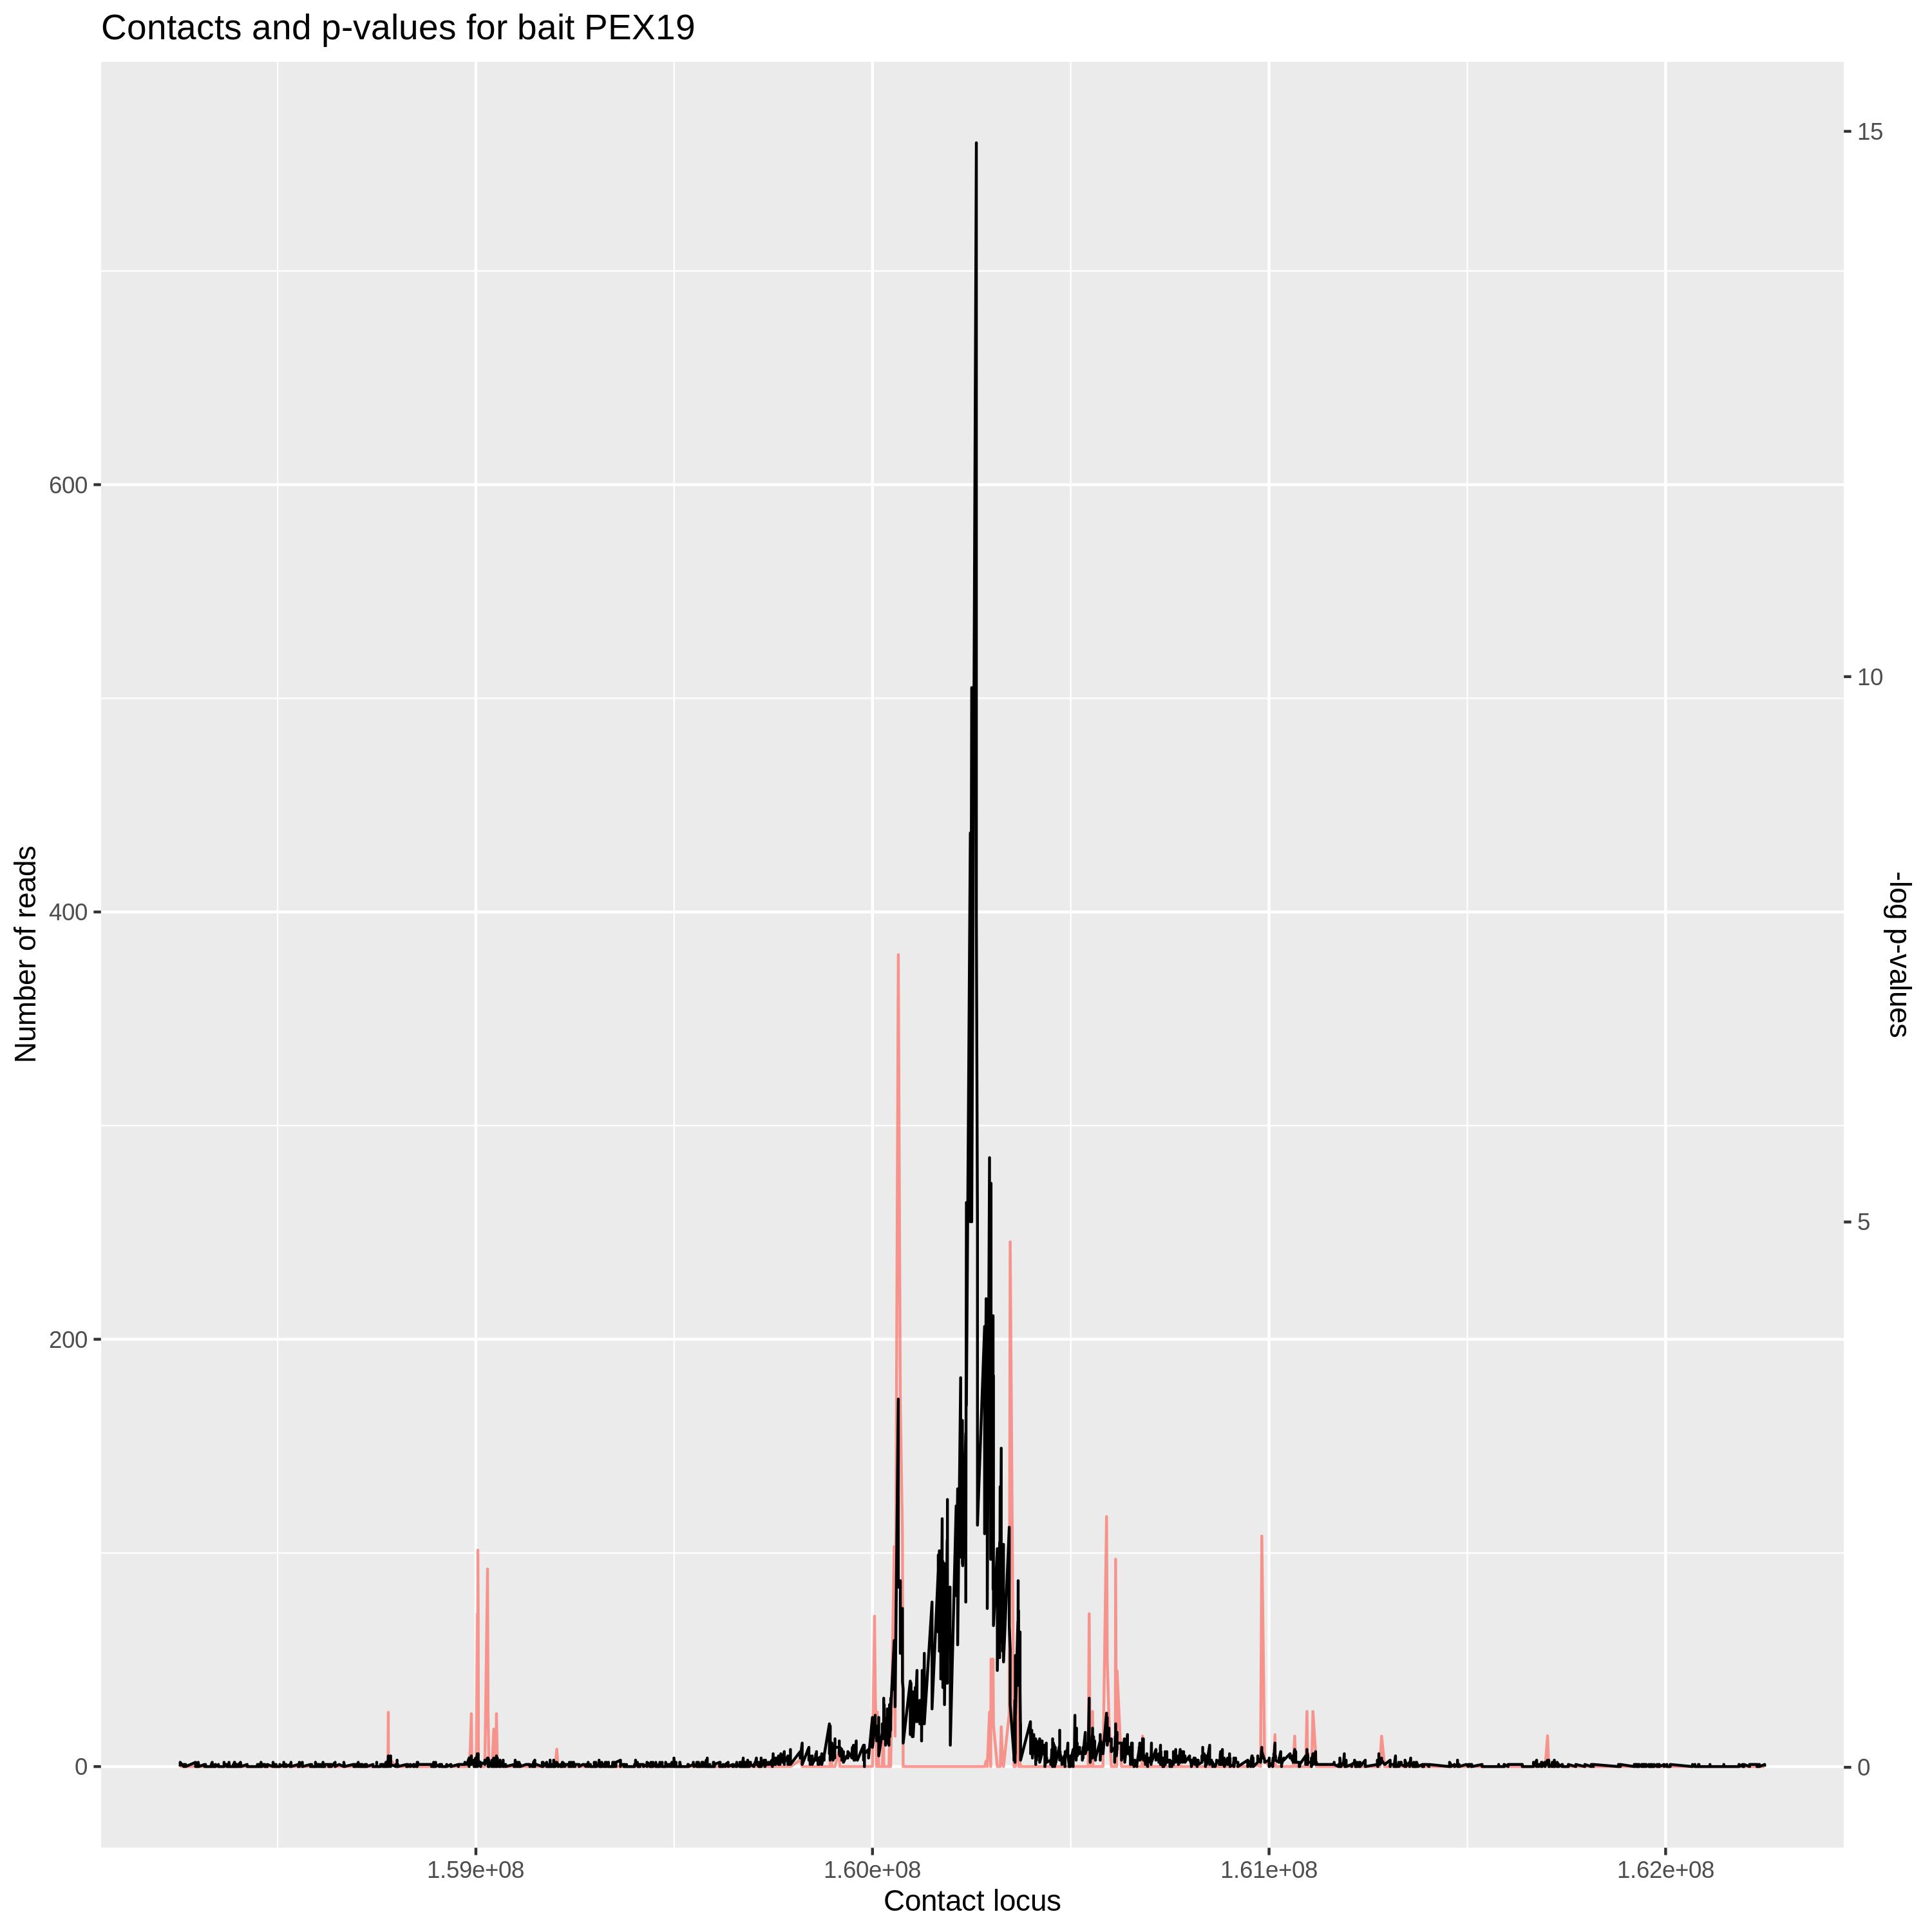 Contacts and p-values for bait PEX19
600
400
200
0
Number of reads
15
10
5
0
-log p-values
1.59e+08
1.60e+08
1.61e+08
1.62e+08
Contact locus